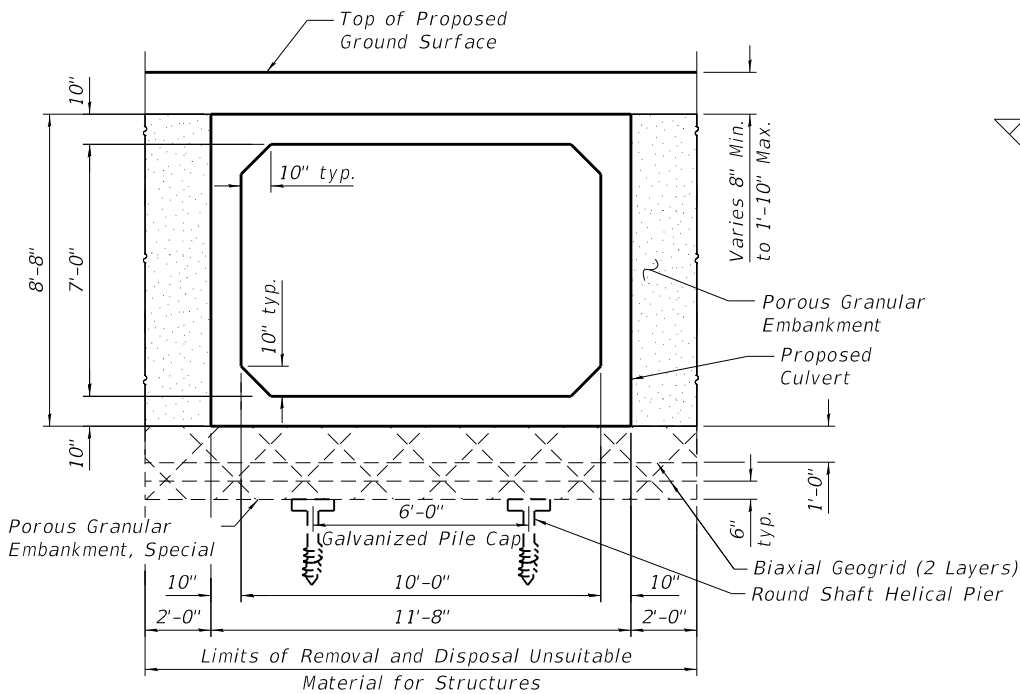 Top of Proposed
Ground Surface
10"
8'-8"
7'-0"
10" typ.
10" typ.
Varies 8" Min.
to 1'-10" Max.
Porous Granular
Embankment
Proposed
Culvert
10"
1'-0"
6"
typ.
6'-0"
Galvanized Pile Cap
Porous Granular
Embankment, Special
Biaxial Geogrid (2 Layers)
Round Shaft Helical Pier
10"
10'-0"
10"
2'-0"
11'-8"
2'-0"
Limits of Removal and Disposal Unsuitable
Material for Structures